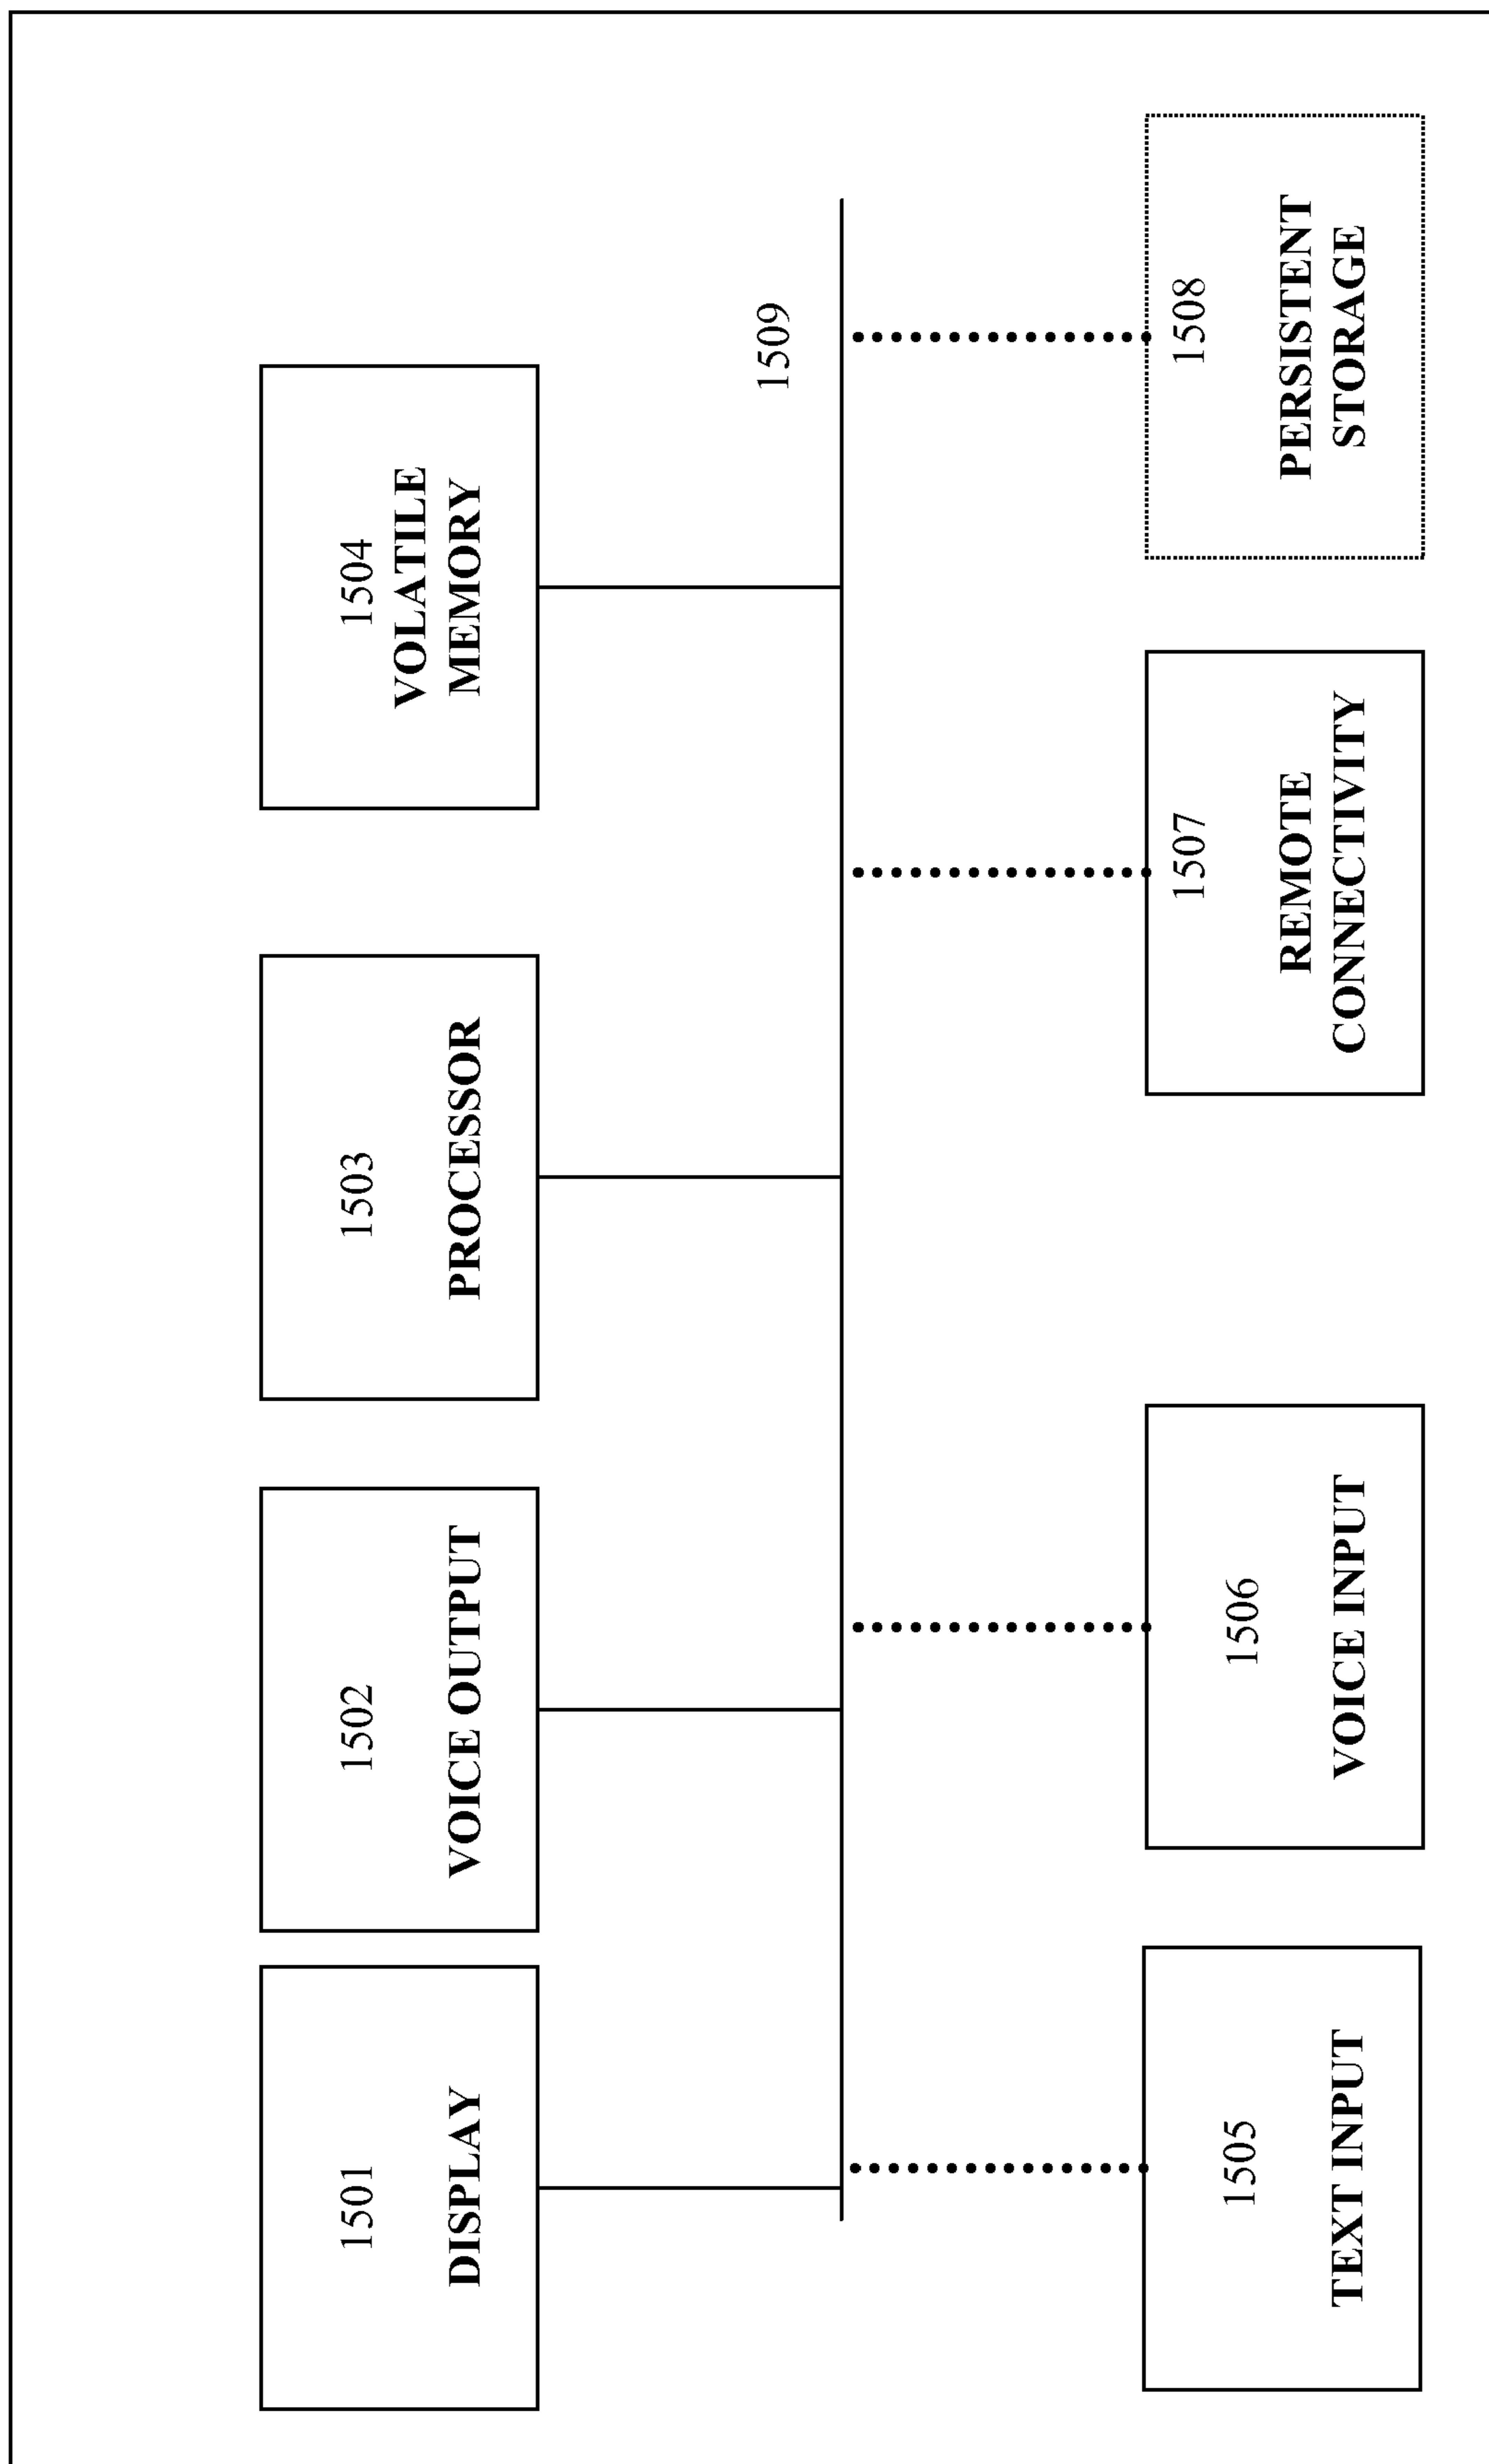 1501
DISPLAY
1502
VOICE OUTPUT
1503
PROCESSOR
1504
VOLATILE
MEMORY
1509
1505
TEXT INPUT
1506
VOICE INPUT
1507
REMOTE
CONNECTIVITY
1508
PERSISTENT
STORAGE